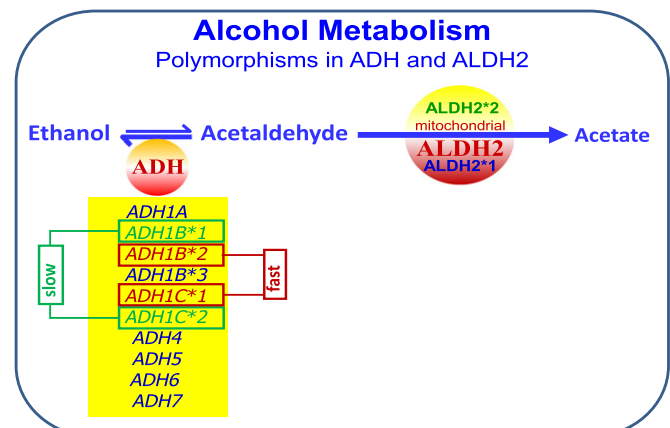 Alcohol Metabolism
Polymorphisms in ADH and ALDH2
ALDH2*2
mitochondrial
Ethanol
Acetaldehyde
Acetate
ALDH2
ALDH2*1
ADH
ADH1A
ADH1B*1
ADH1B*2
ADH1B*3
ADH1C*1
ADH1C*2
ADH4
ADH5
ADH6
ADH7
slow
fast